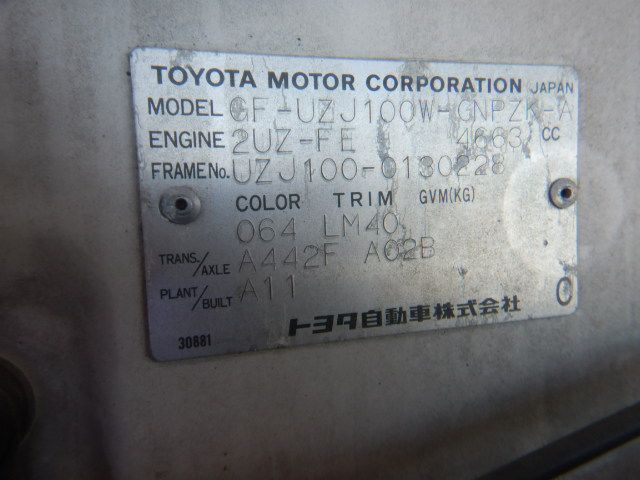 TOYOTA MOTOR CORPORATION JAPAN
MODEL GF-UZJ100W-GNPZK-A
ENGINE 2UZ-FE 4663 CC
FRAME No. UZJ100-0130228
COLOR TRIM GVM(KG)
064 LM40
TRANS./AXLE A442F A02B
PLANT/BUILT A11
トヨタ自動車株式会社 0
30881